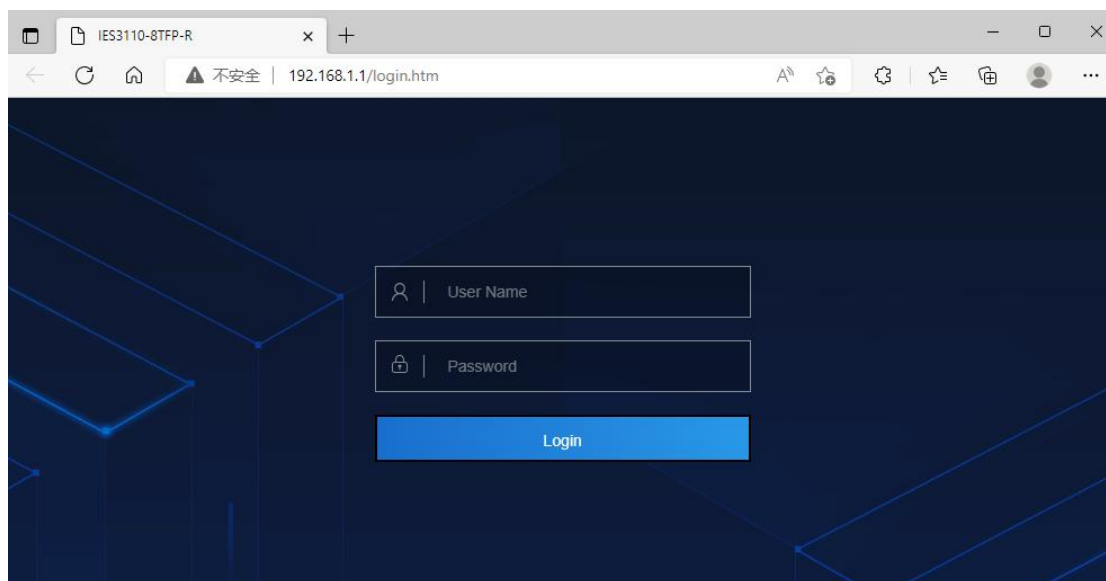 IES3110-8TFP-R
不安全 192.168.1.1/login.htm
User Name
Password
Login